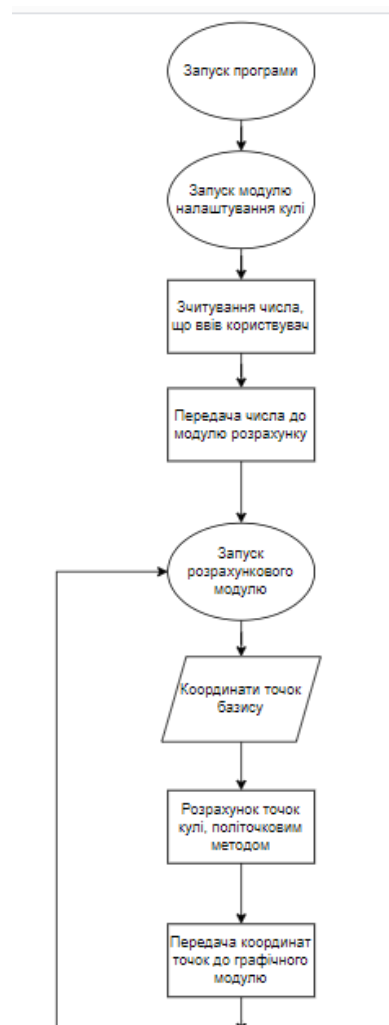 Запуск програми
Запуск модулю
налаштування кулі
Зчитування числа,
що ввів користвувач
Передача числа до
модулю розрахунку
Запуск
розрахункового
модулю
Координати точок
базису
Розрахунок точок
кулі, політочковим
методом
Передача координат
точок до графічного
модулю